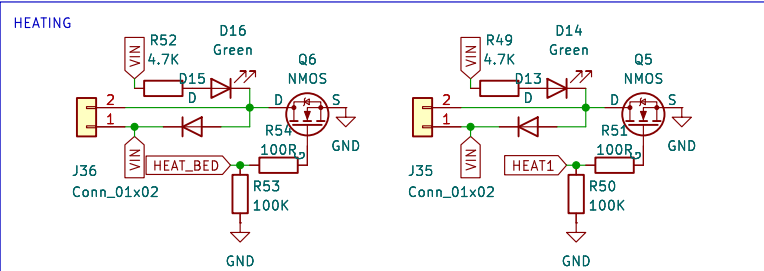 HEATING
D16
Green
VIN
R52
4.7K
D15
D
Q6
NMOS
D
S
G
2
1
VIN
J36
Conn_01x02
HEAT_BED
R54
100R
R53
100K
GND
GND
D14
Green
VIN
R49
4.7K
D13
D
Q5
NMOS
D
S
G
2
1
VIN
J35
Conn_01x02
HEAT1
R51
100R
R50
100K
GND
GND